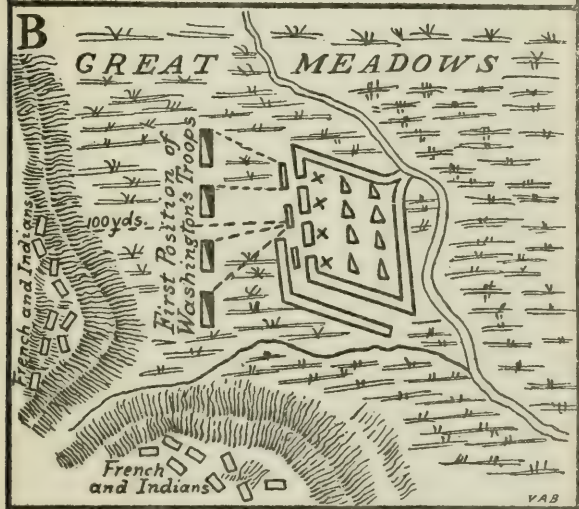 B
GREAT MEADOWS
First Position of
Washington's Troops
100 yds.
French and Indians
French
and Indians
VAB